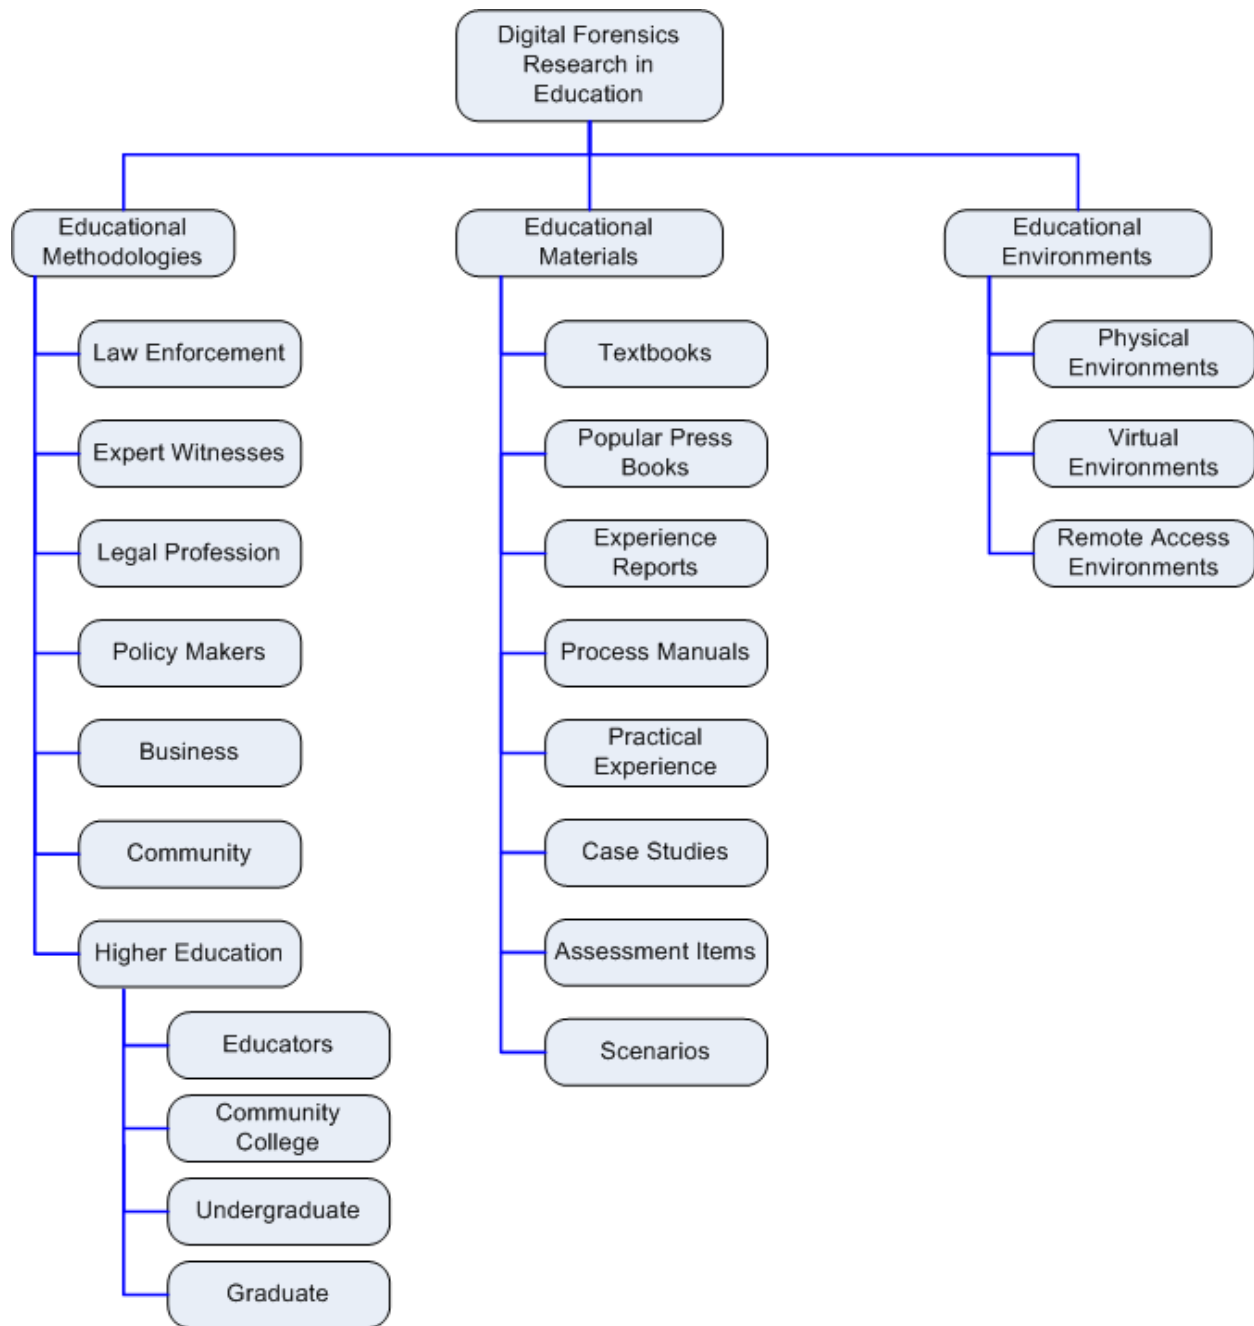 Digital Forensics
Research in
Education
Educational
Methodologies
Law Enforcement
Expert Witnesses
Legal Profession
Policy Makers
Business
Community
Higher Education
Educators
Community
College
Undergraduate
Graduate
Educational
Materials
Textbooks
Popular Press
Books
Experience
Reports
Process Manuals
Practical
Experience
Case Studies
Assessment Items
Scenarios
Educational
Environments
Physical
Environments
Virtual
Environments
Remote Access
Environments